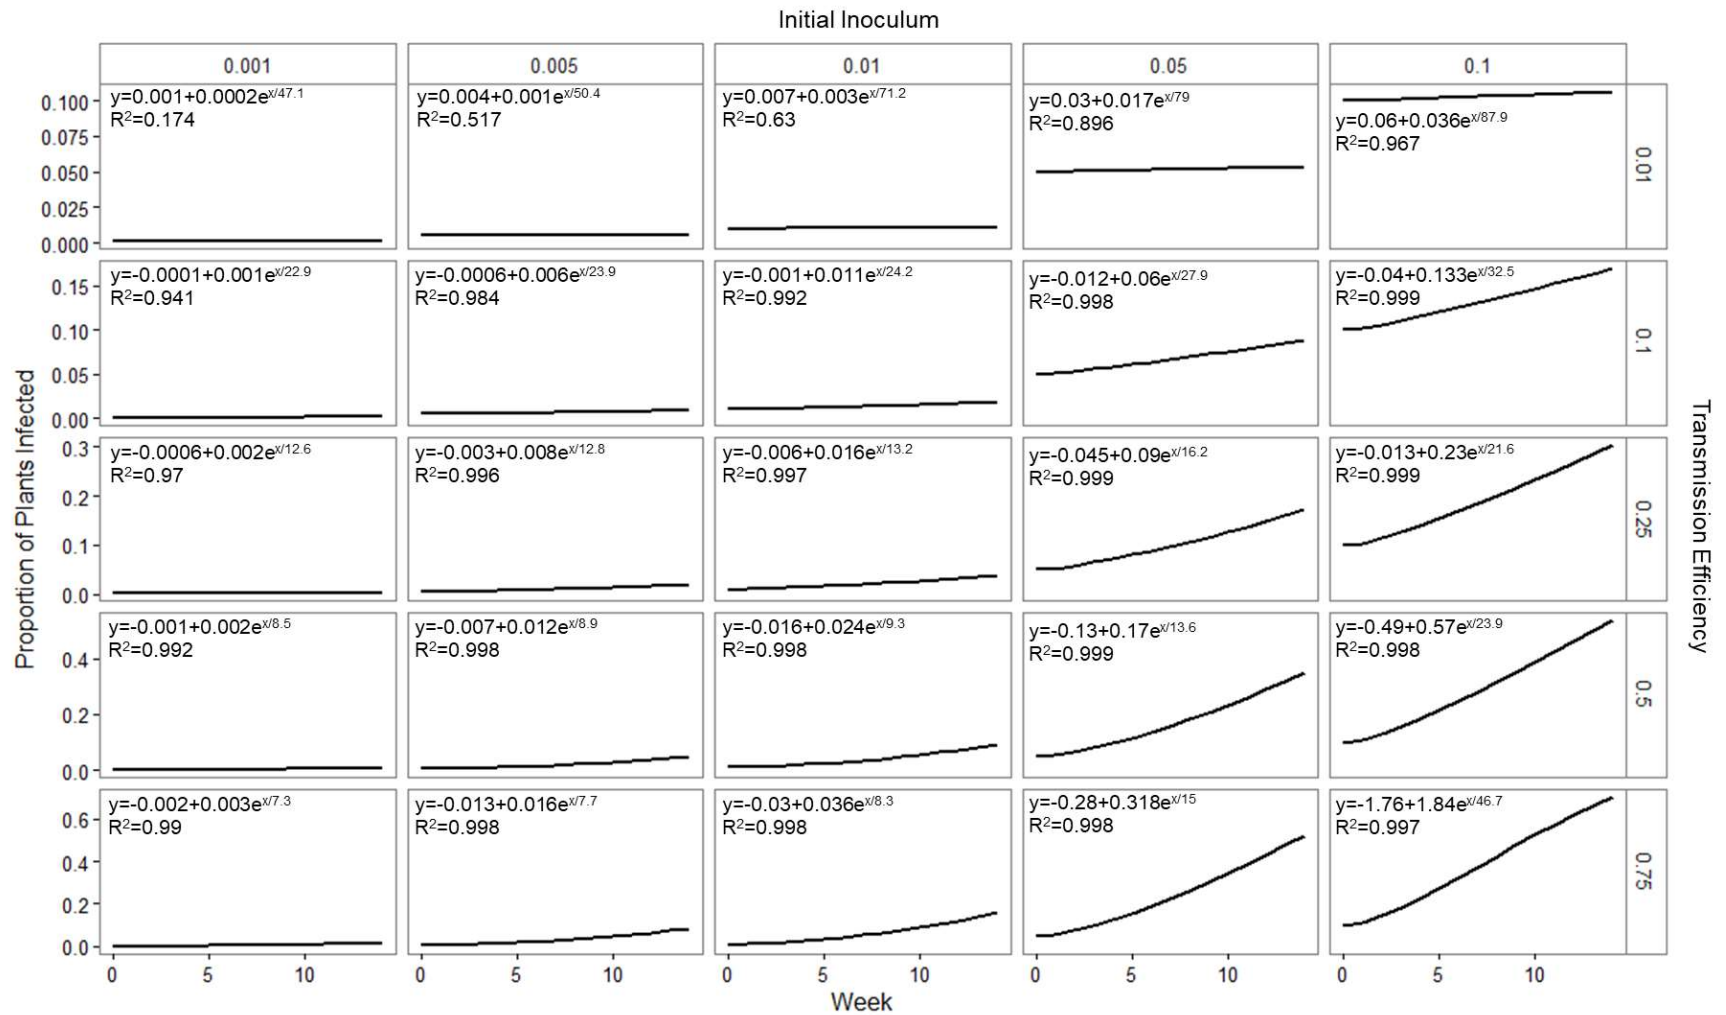 Initial Inoculum
0.001 0.005 0.01 0.05 0.1
y=0.001+0.0002e^x/47.1
R²=0.174
y=0.004+0.001e^x/50.4
R²=0.517
y=0.007+0.003e^x/71.2
R²=0.63
y=0.03+0.017e^x/79
R²=0.896
y=0.06+0.036e^x/87.9
R²=0.967
0.100
0.075
0.050
0.025
0.000
0.01
y=-0.0001+0.001e^x/22.9
R²=0.941
y=-0.0006+0.006e^x/23.9
R²=0.984
y=-0.001+0.011e^x/24.2
R²=0.992
y=-0.012+0.06e^x/27.9
R²=0.998
y=-0.04+0.133e^x/32.5
R²=0.999
0.15
0.10
0.05
0.00
0.1
y=-0.0006+0.002e^x/12.6
R²=0.97
y=-0.003+0.008e^x/12.8
R²=0.996
y=-0.006+0.016e^x/13.2
R²=0.997
y=-0.045+0.09e^x/16.2
R²=0.999
y=-0.013+0.23e^x/21.6
R²=0.999
0.3
0.2
0.1
0.0
0.25
y=-0.001+0.002e^x/8.5
R²=0.992
y=-0.007+0.012e^x/8.9
R²=0.998
y=-0.016+0.024e^x/9.3
R²=0.998
y=-0.13+0.17e^x/13.6
R²=0.999
y=-0.49+0.57e^x/23.9
R²=0.998
0.4
0.2
0.0
0.5
y=-0.002+0.003e^x/7.3
R²=0.99
y=-0.013+0.016e^x/7.7
R²=0.998
y=-0.03+0.036e^x/8.3
R²=0.998
y=-0.28+0.318e^x/15
R²=0.998
y=-1.76+1.84e^x/46.7
R²=0.997
0.6
0.4
0.2
0.0
0.75
0 5 10 0 5 10 0 5 10 0 5 10 0 5 10
Week
Proportion of Plants Infected
Transmission Efficiency